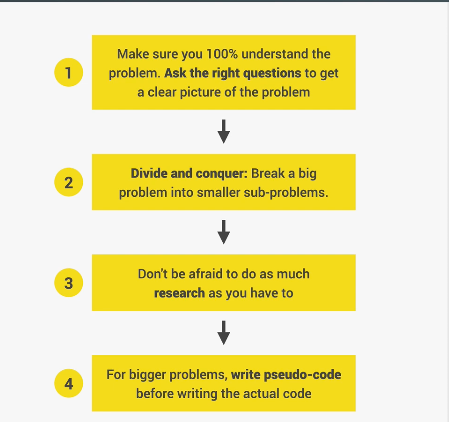 1
Make sure you 100% understand the
problem. Ask the right questions to get
a clear picture of the problem
2
Divide and conquer: Break a big
problem into smaller sub-problems.
3
Don't be afraid to do as much
research as you have to
4
For bigger problems, write pseudo-code
before writing the actual code